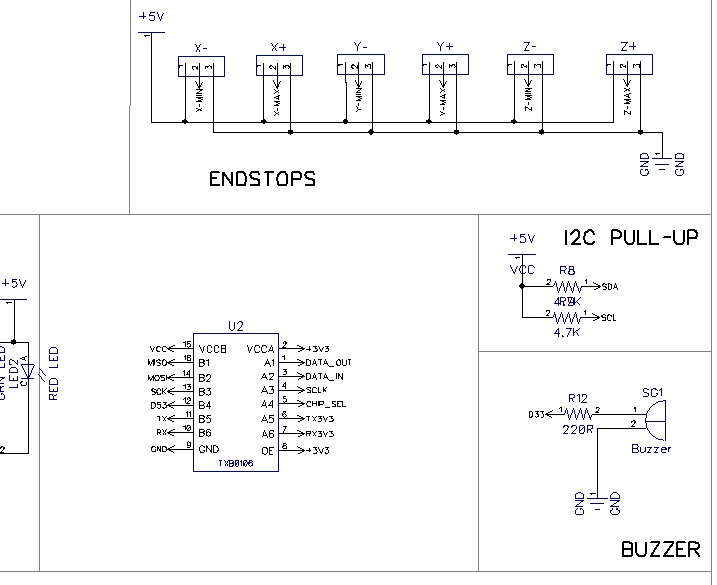 +5V
1
X-
X+
Y-
Y+
Z-
Z+
1 2 3
1 2 3
1 2 3
1 2 3
1 2 3
1 2 3
X-MIN
X-MAX
Y-MIN
Y-MAX
Z-MIN
Z-MAX
1
GND
GND
ENDSTOPS
+5V
1
LED2
C
A
RED LED
2
U2
VCC 15 VCCB
VCCA 2 +3V3
MISO 16 B1
A1 1 DATA_OUT
MOSI 14 B2
A2 3 DATA_IN
SCK 13 B3
A3 4 SCLK
D53 12 B4
A4 5 CHIP_SEL
TX 11 B5
A5 6 TX3V3
RX 10 B6
A6 7 RX3V3
GND 9 GND
OE 8 +3V3
TXB0106
I2C PULL-UP
+5V
1
VCC
R8
2 1 SDA
2 1 SCL
4.7K
SG1
R12
D33 1 2
1
2
220R
Buzzer
1
GND
GND
BUZZER